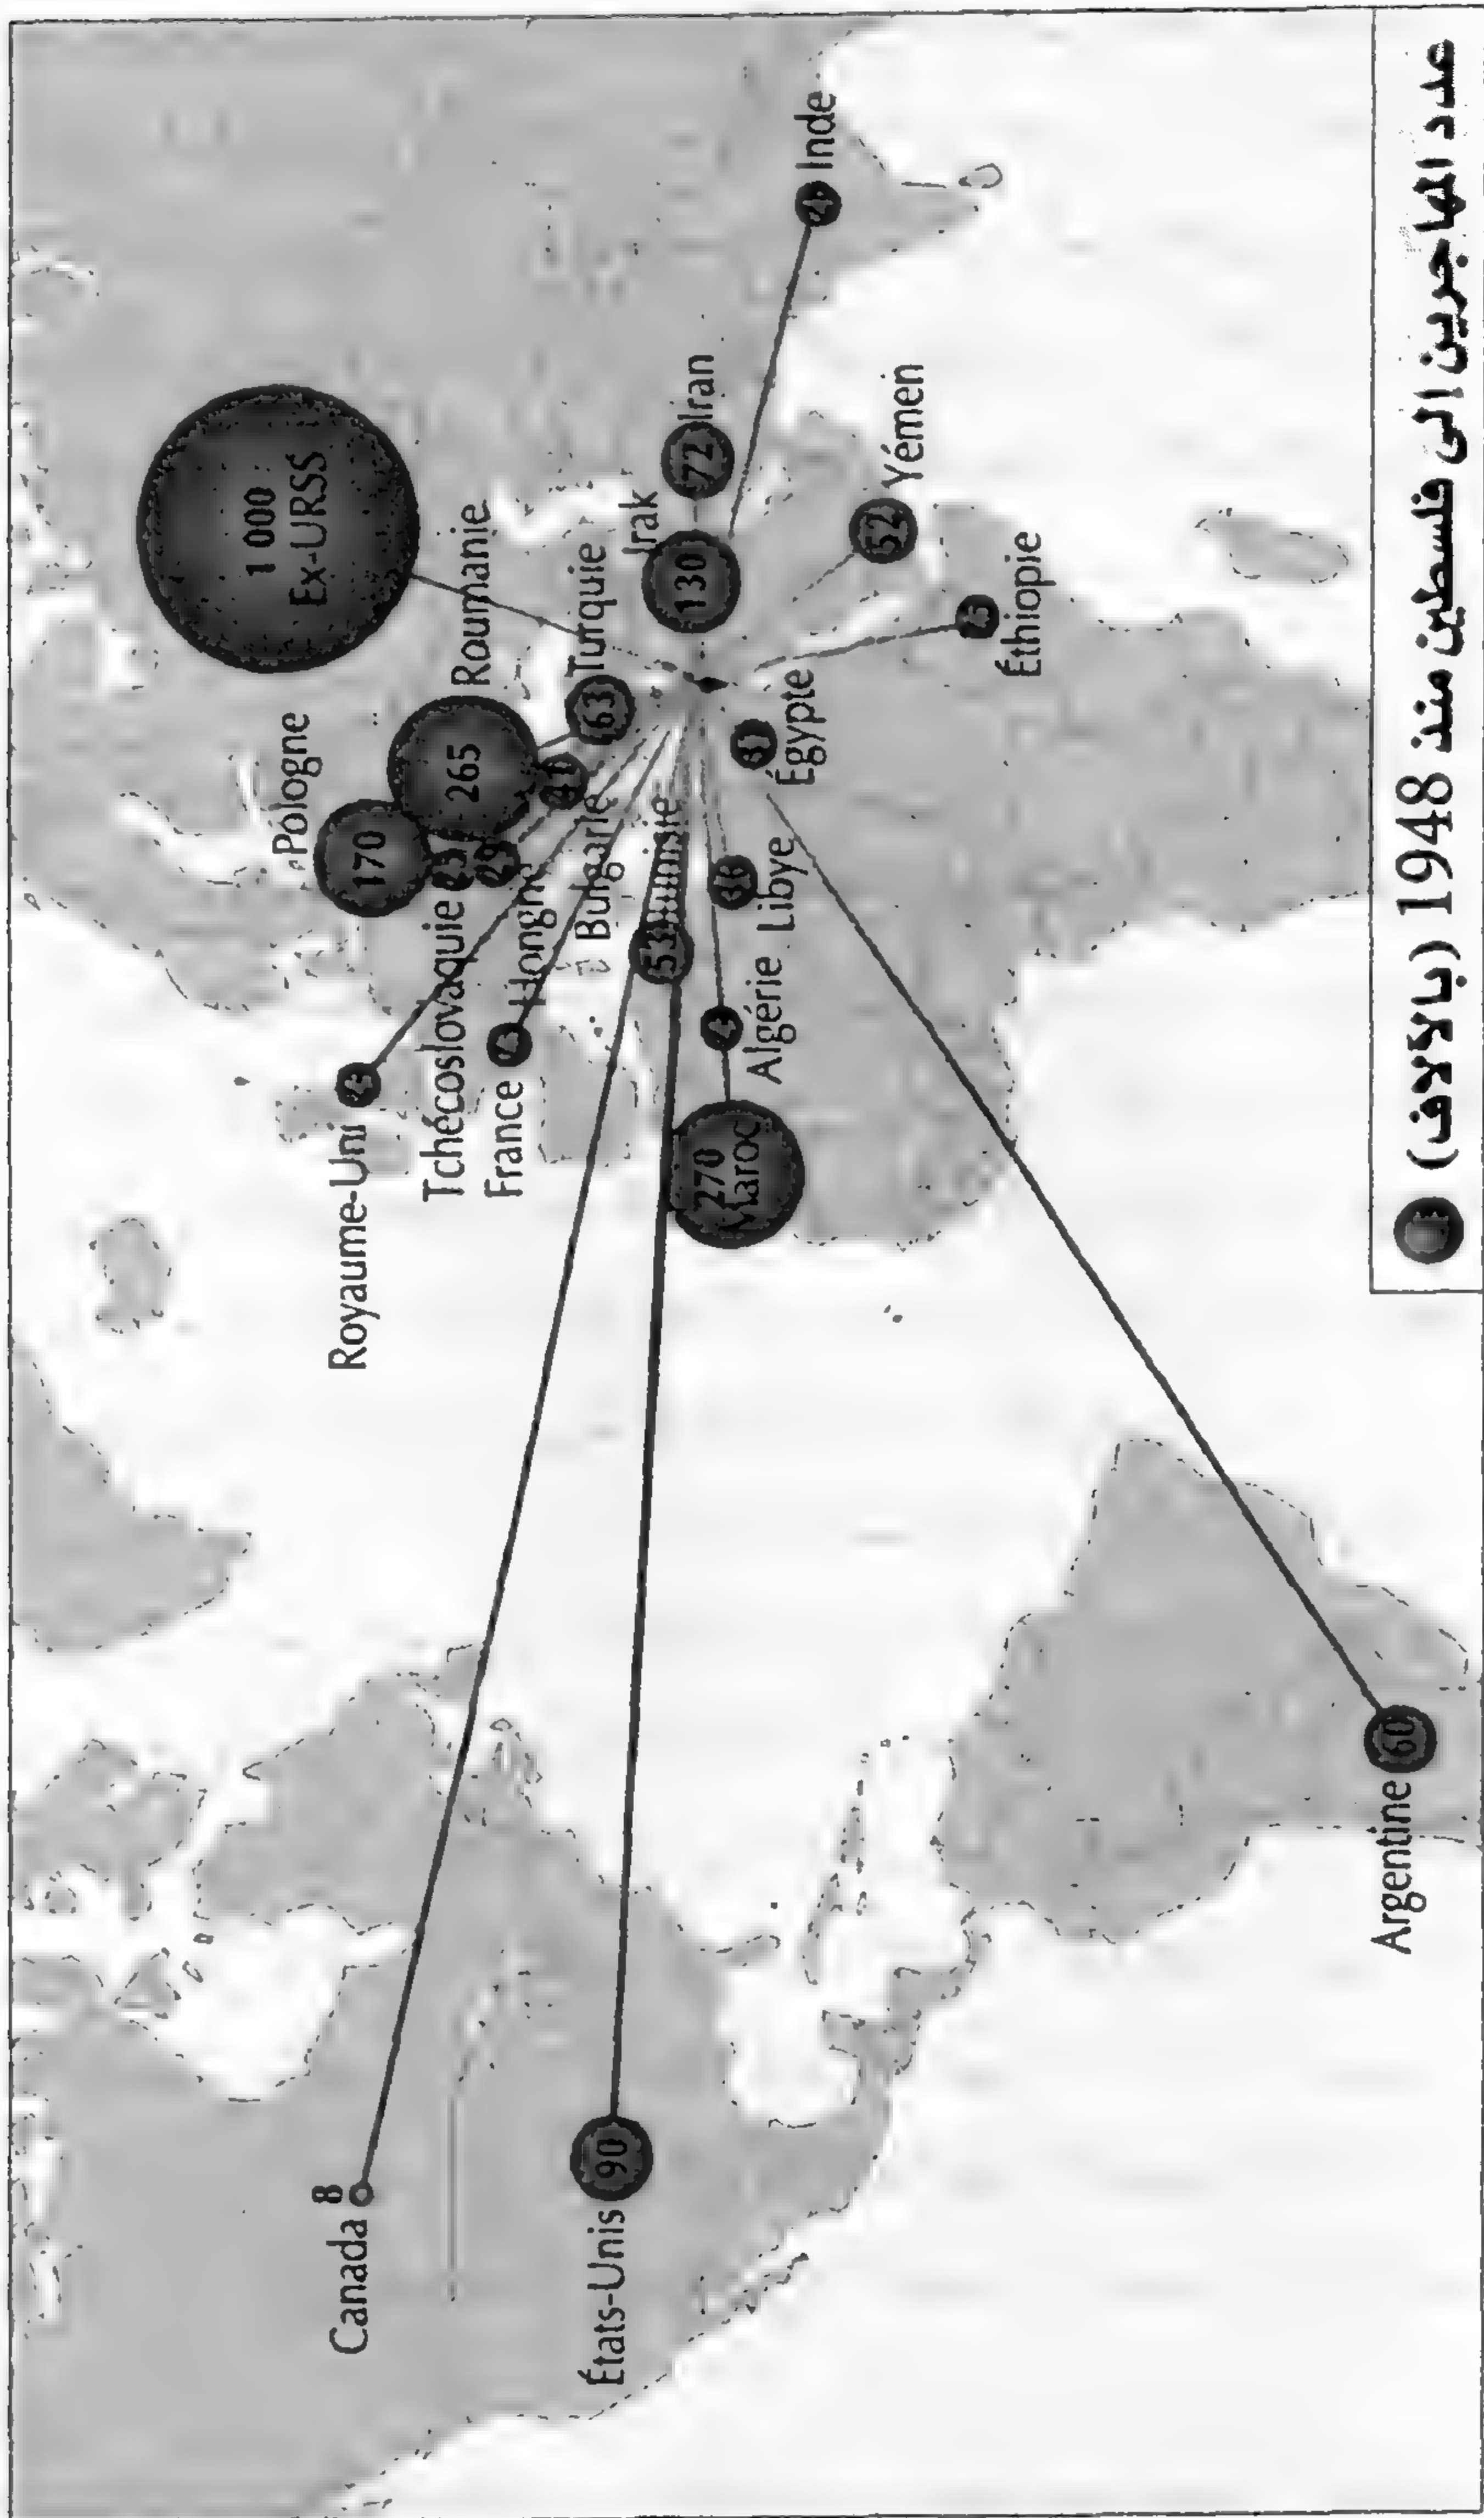 Canada 8
États-Unis 90
Argentine 60
Royaume-Uni
France
Tchécoslovaquie
Hongrie
Bulgarie
Pologne
170
265
Roumanie
1 000
Ex-URSS
63 Turquie
41
29
53 Tunisie
270
Maroc
Algérie
Libye
Égypte
Irak
130
72 Iran
52 Yémen
Éthiopie
Inde
عدد المهاجرين الى فلسطين منذ 1948 (بالآلاف)